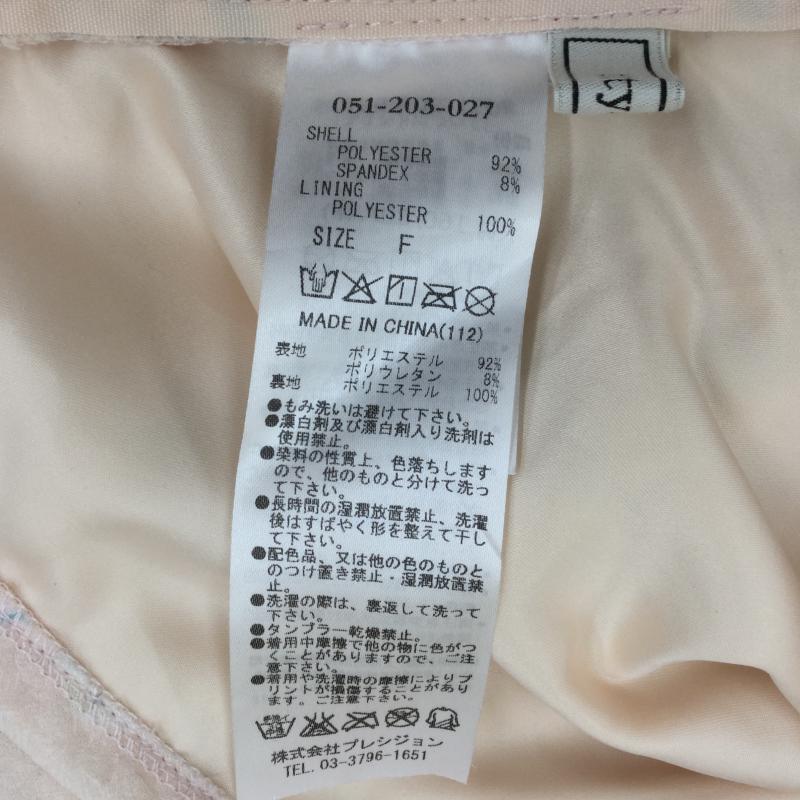 051-203-027
SHELL
POLYESTER 92%
SPANDEX 8%
LINING
POLYESTER 100%
SIZE F
MADE IN CHINA(112)
表地 ポリエステル 92%
ポリウレタン 8%
裏地 ポリエステル 100%
●もみ洗いは避けて下さい。
●漂白剤及び漂白剤入り洗剤は
使用禁止。
●染料の性質上、色落ちします
ので、他のものと分けて洗っ
て下さい。
●長時間の湿潤放置禁止、洗濯
後はすばやく形を整えて干し
て下さい。
●配色品、又は他の色のものと
のつけ置き禁止・湿潤放置禁
止。
●洗濯の際は、裏返して洗って
下さい。
●タンブラー乾燥禁止。
●着用中摩擦で他の物に色がつ
くことがありますので、ご注
意下さい。
●着用や洗濯時の摩擦によりプ
リントが損傷することがあり
ます。ご注意下さい。
株式会社プレシジョン
TEL. 03-3796-1651
ty